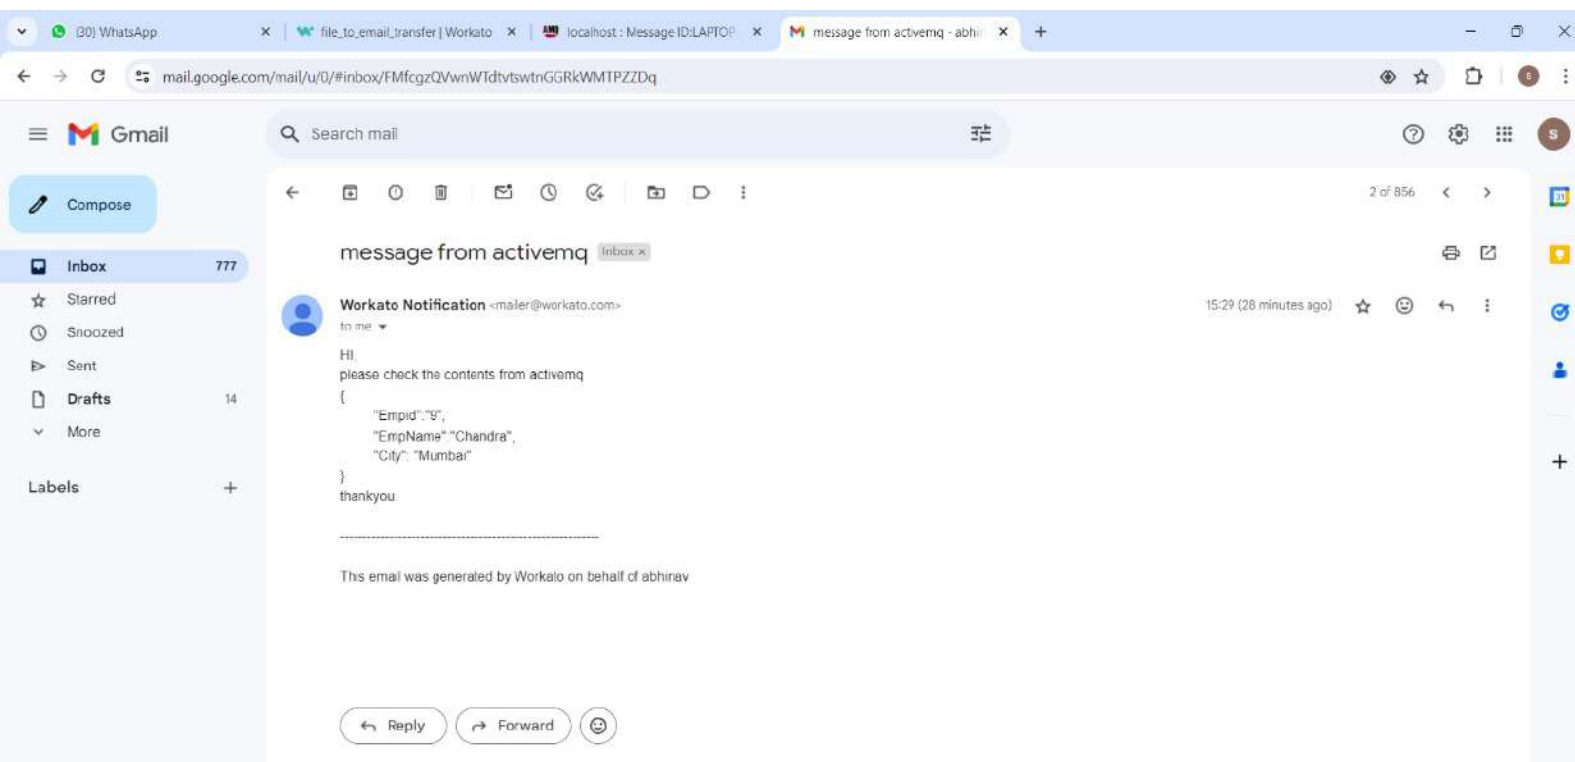 (30) WhatsApp
file_to_email_transfer | Workato
localhost : Message ID:LAPTOP-
message from activemq - abhin
mail.google.com/mail/u/0/#inbox/FMfcgzQVwnWTdtvtswtnGGRkWMTPZZDq
S
Gmail
Search mail
S
Compose
2 of 856
31
message from activemq Inbox ×
Inbox 777
Starred
Workato Notification <mailer@workato.com>
15:29 (28 minutes ago)
to me
Snoozed
HI,
Sent
please check the contents from activemq
Drafts 14
{
"Empid":"9",
More
"EmpName":"Chandra",
"City": "Mumbai"
}
Labels
thankyou
------------------------------------------------------------
This email was generated by Workato on behalf of abhinav
Reply
Forward